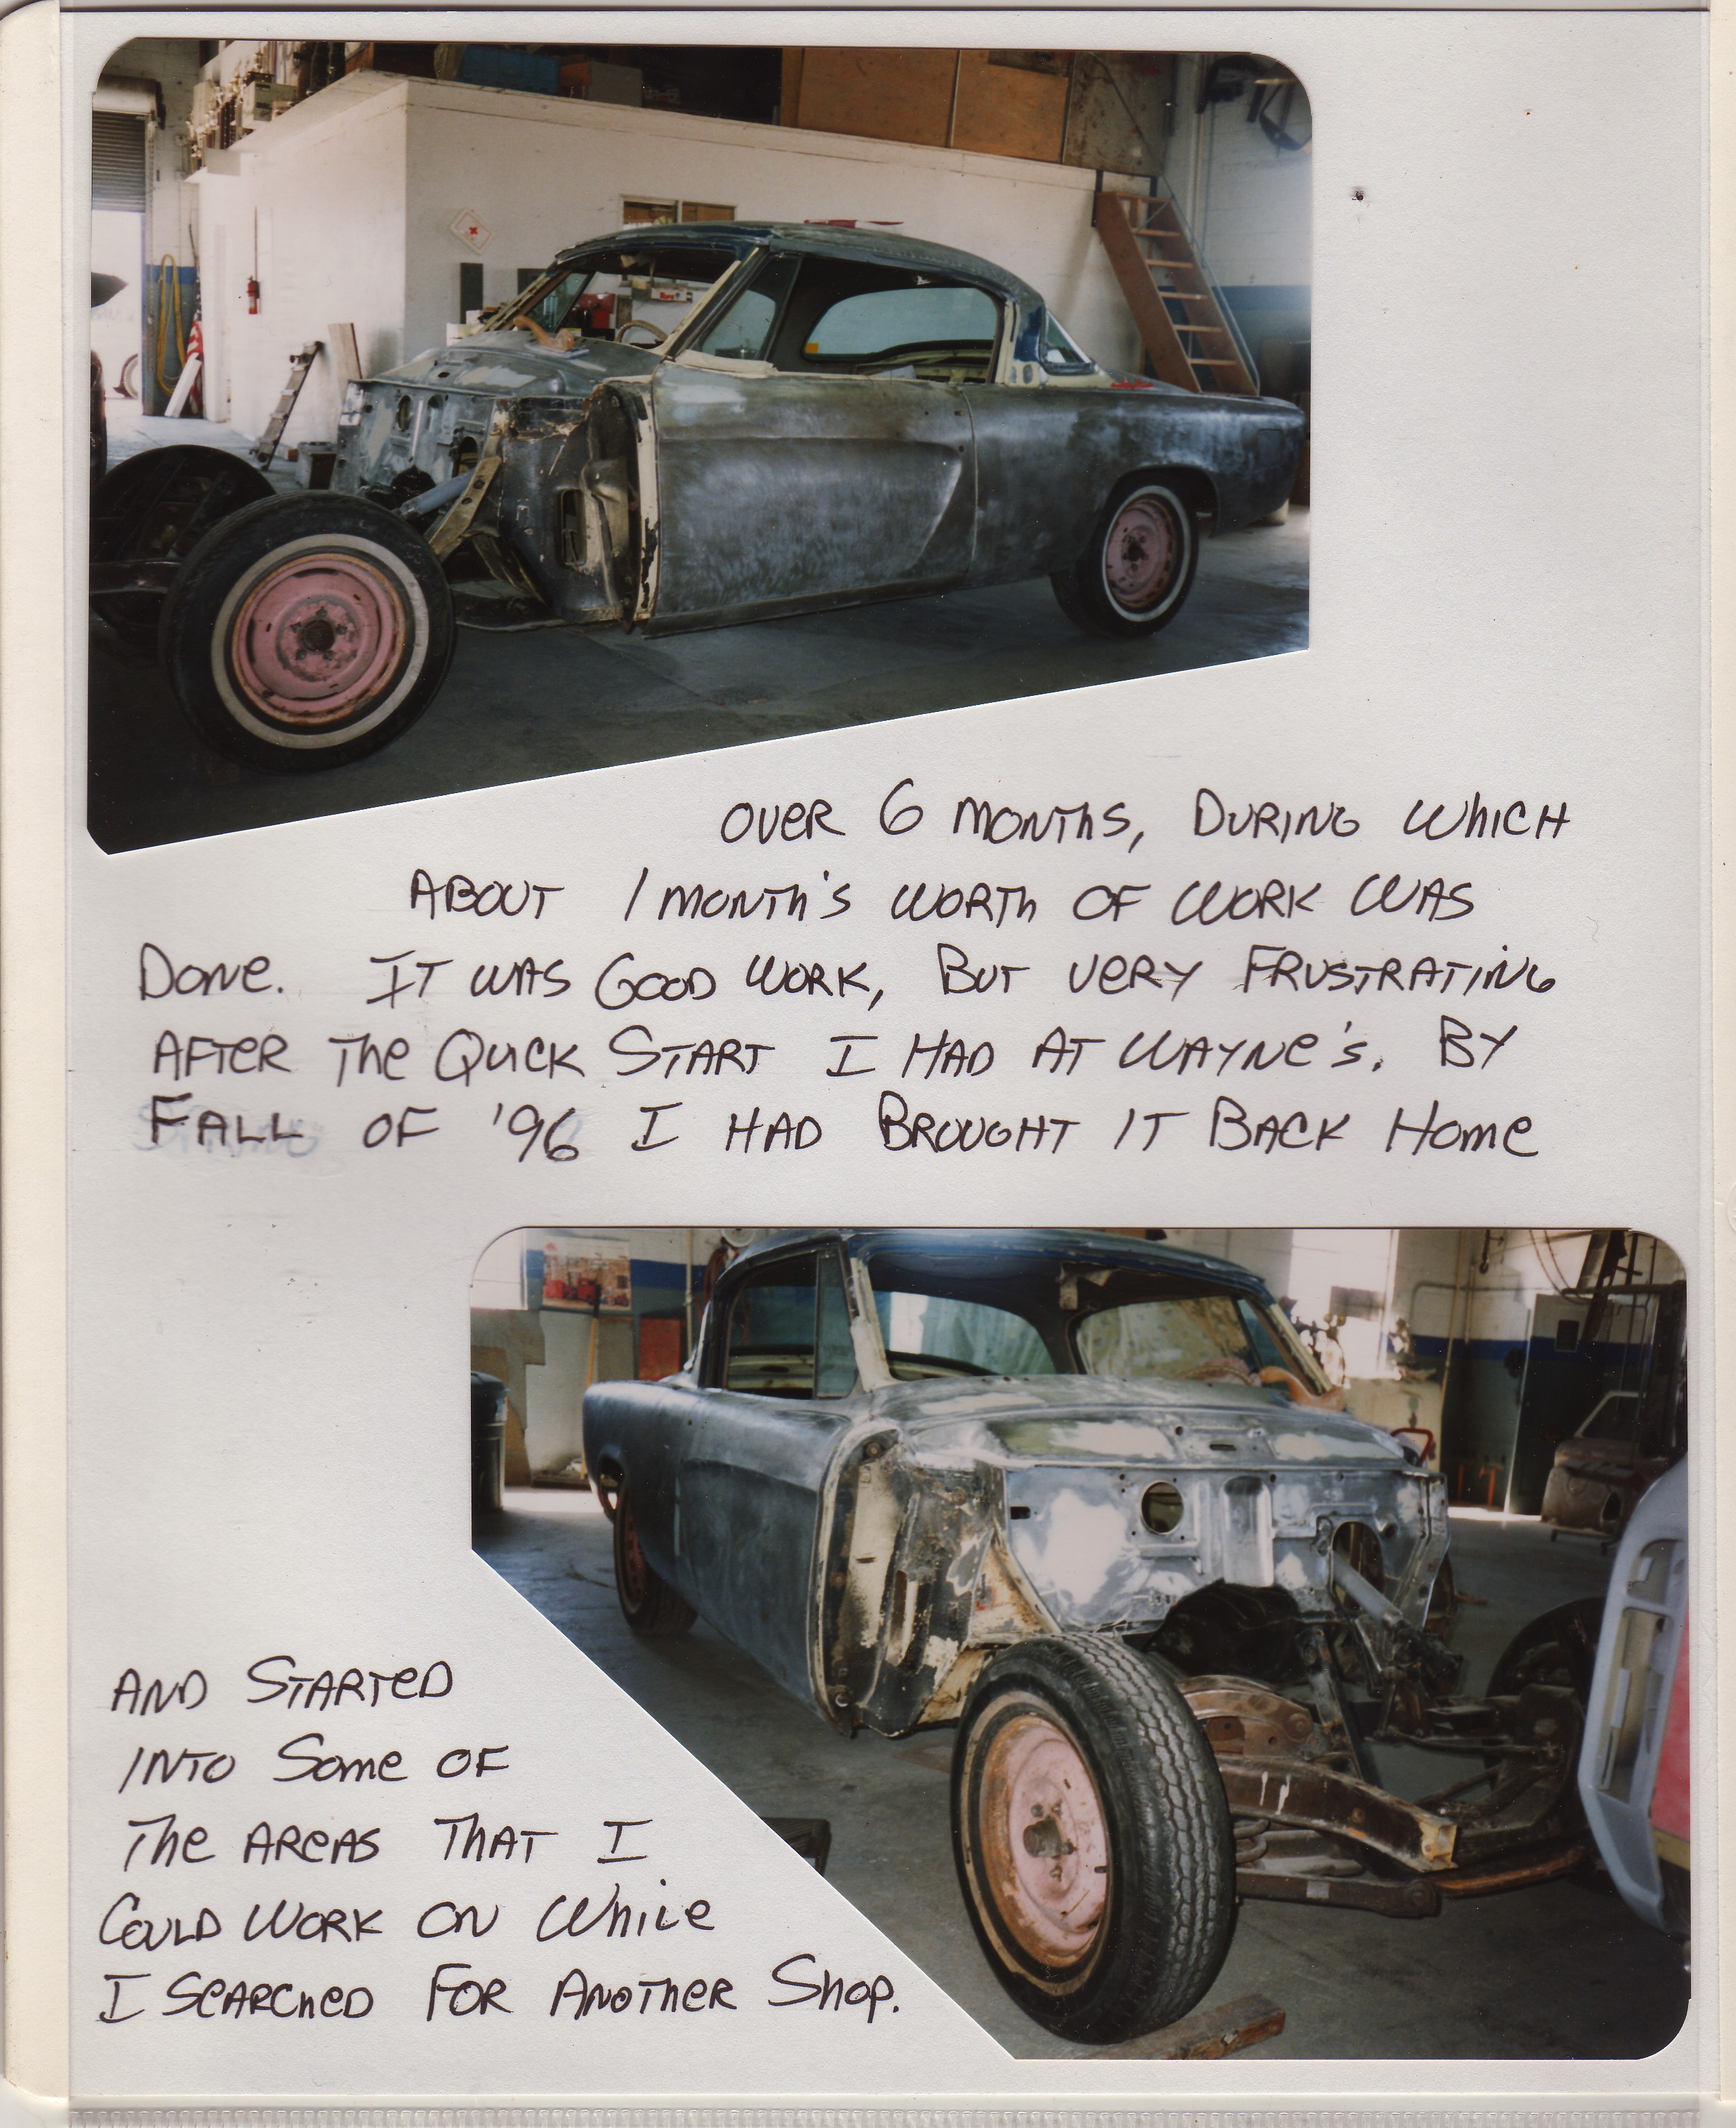 OVER 6 MONTHS, DURING WHICH
ABOUT 1 MONTH'S WORTH OF WORK WAS
DONE. IT WAS GOOD WORK, BUT VERY FRUSTRATING
AFTER THE QUICK START I HAD AT WAYNE'S. BY
FALL OF '96 I HAD BROUGHT IT BACK HOME
AND STARTED
INTO SOME OF
THE AREAS THAT I
COULD WORK ON WHILE
I SEARCHED FOR ANOTHER SHOP.